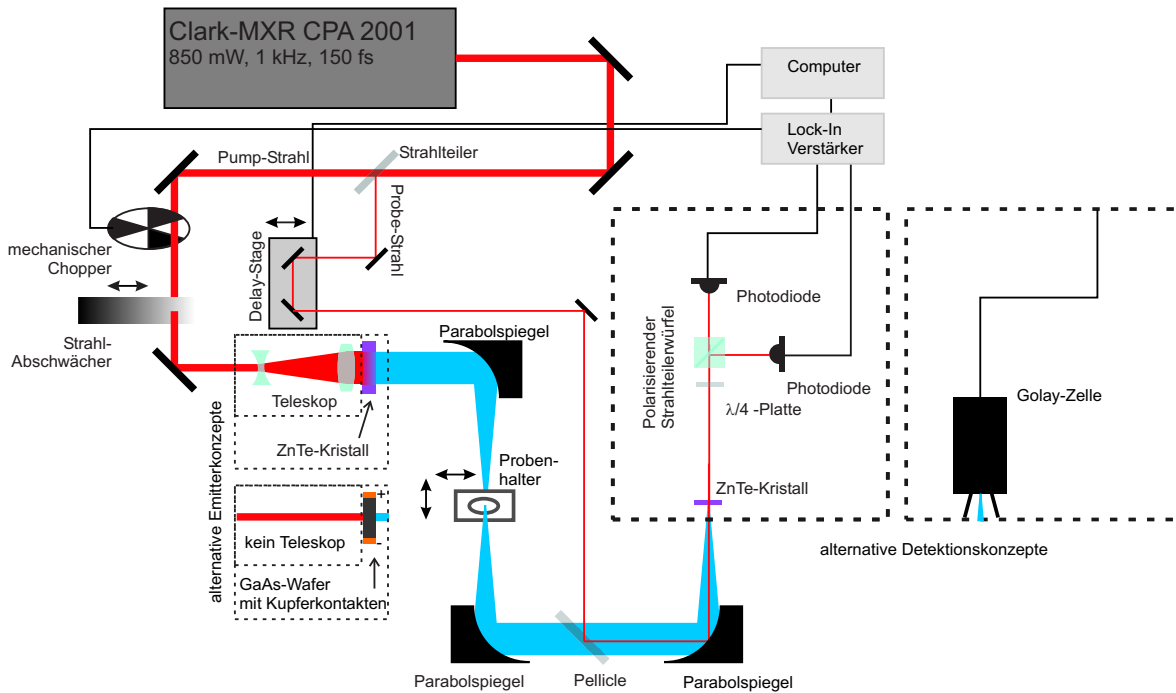 Clark-MXR CPA 2001
850 mW, 1 kHz, 150 fs
Computer
Lock-In
Verstärker
Pump-Strahl
Strahlteiler
Probe-Strahl
mechanischer
Chopper
Delay-Stage
Strahl-
Abschwächer
Parabolspiegel
Teleskop
ZnTe-Kristall
alternative Emitterkonzepte
Proben-
halter
kein Teleskop
+
-
GaAs-Wafer
mit Kupferkontakten
Parabolspiegel
Pellicle
Parabolspiegel
Photodiode
Polarisierender
Strahlteilerwürfel
Photodiode
λ/4 -Platte
ZnTe-Kristall
Golay-Zelle
alternative Detektionskonzepte